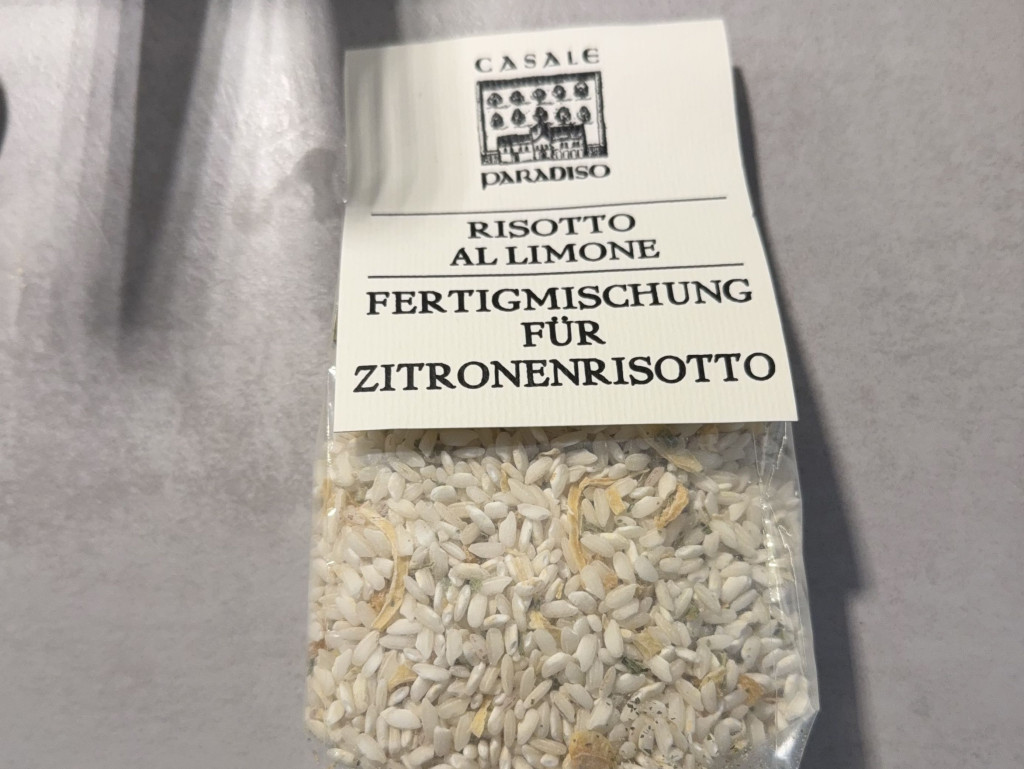 CASALE
PARADISO
RISOTTO
AL LIMONE
FERTIGMISCHUNG
FÜR
ZITRONENRISOTTO